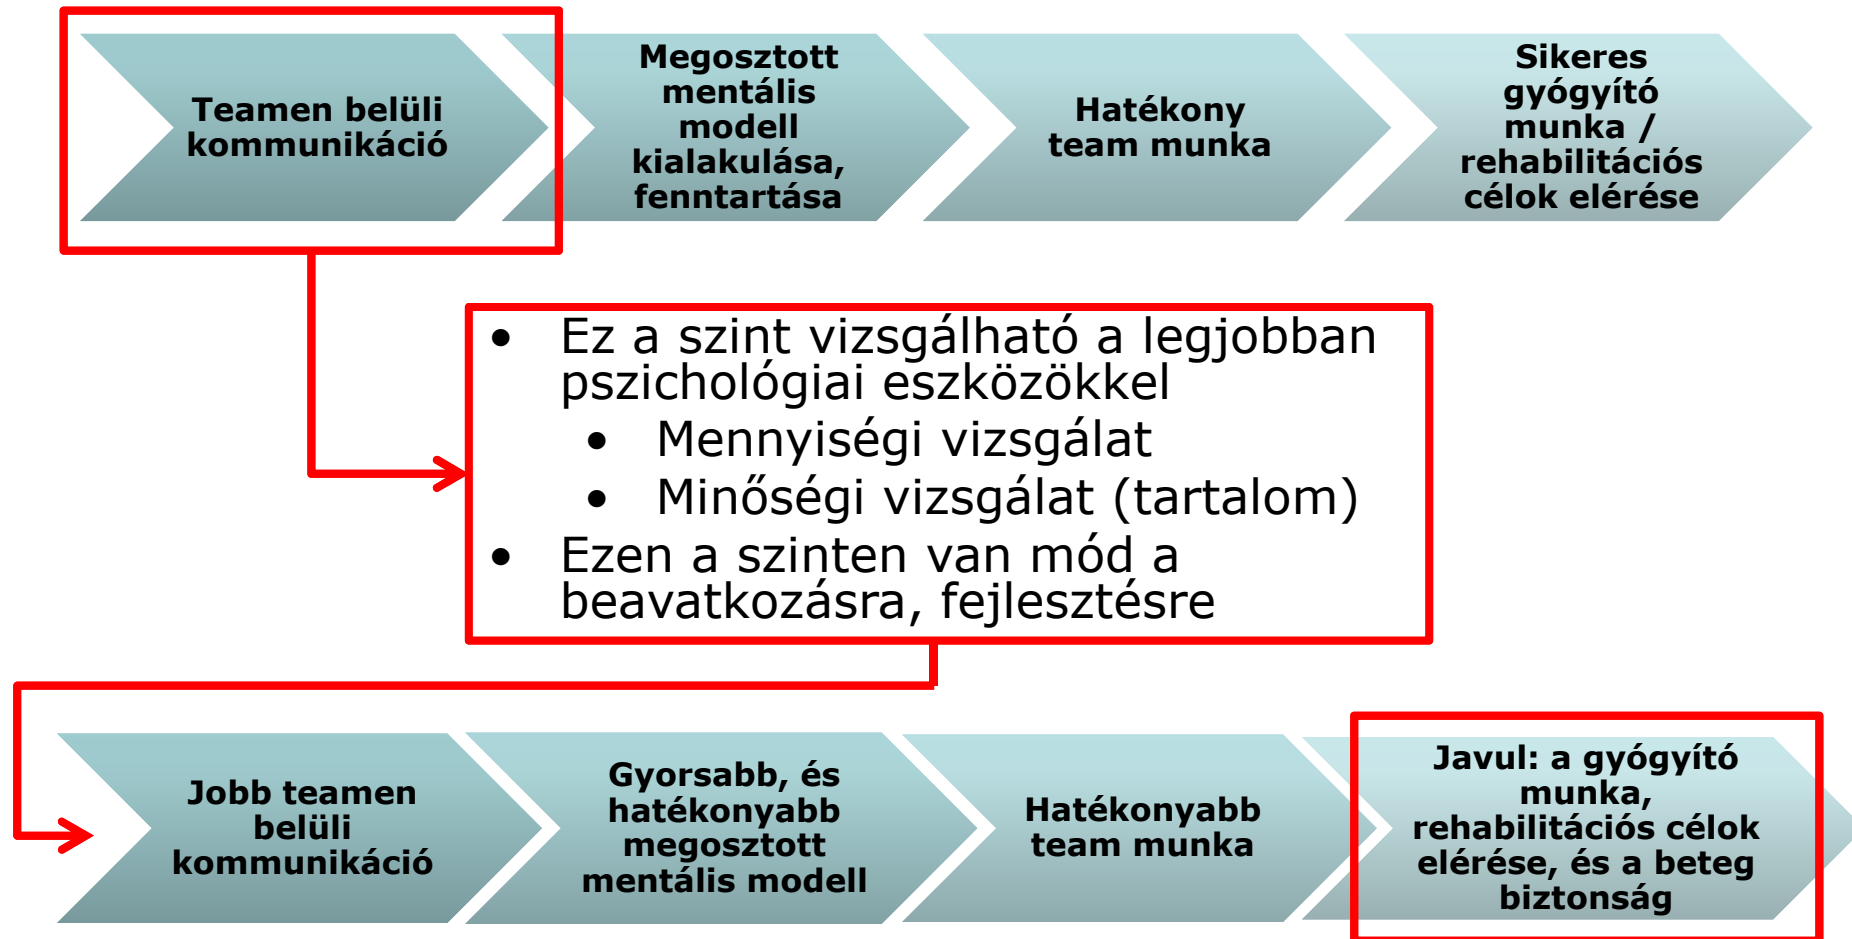 Teamen belüli
kommunikáció
Megosztott
mentális
modell
kialakulása,
fenntartása
Hatékony
team munka
Sikeres
gyógyító
munka /
rehabilitációs
célok elérése
• Ez a szint vizsgálható a legjobban
pszichológiai eszközökkel
• Mennyiségi vizsgálat
• Minőségi vizsgálat (tartalom)
• Ezen a szinten van mód a
beavatkozásra, fejlesztésre
Jobb teamen
belüli
kommunikáció
Gyorsabb, és
hatékonyabb
megosztott
mentális modell
Hatékonyabb
team munka
Javul: a gyógyító
munka,
rehabilitációs célok
elérése, és a beteg
biztonság